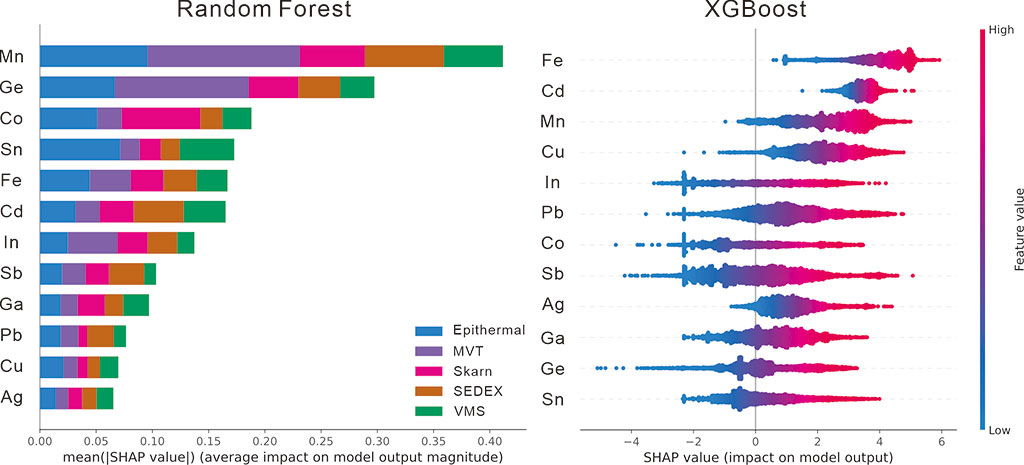 Random Forest
Mn
Ge
Co
Sn
Fe
Cd
In
Sb
Ga
Pb
Cu
Ag
Epithermal
MVT
Skarn
SEDEX
VMS
0.00 0.05 0.10 0.15 0.20 0.25 0.30 0.35 0.40
mean(|SHAP value|) (average impact on model output magnitude)
XGBoost
Fe
Cd
Mn
Cu
In
Pb
Co
Sb
Ag
Ga
Ge
Sn
−4 −2 0 2 4 6
SHAP value (impact on model output)
High
Feature value
Low